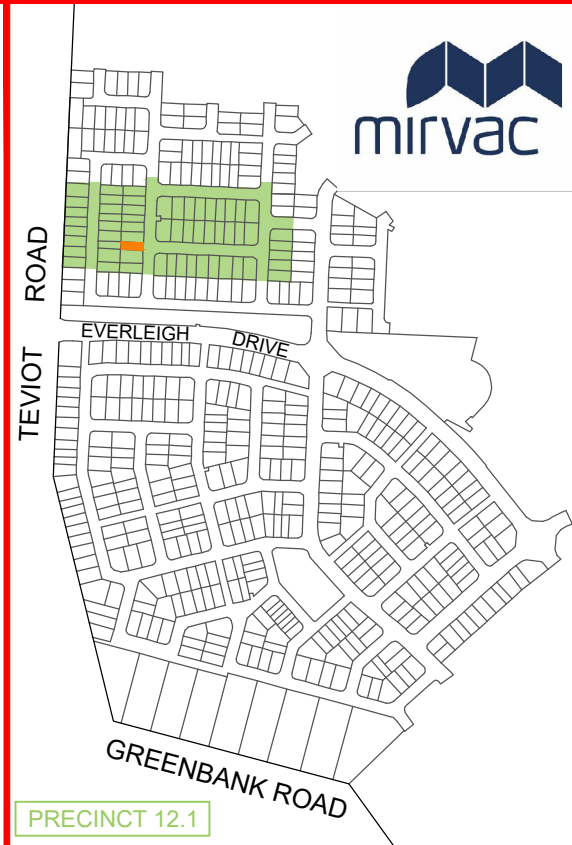 mirvac
TEVIOT ROAD
EVERLEIGH DRIVE
GREENBANK ROAD
PRECINCT 12.1